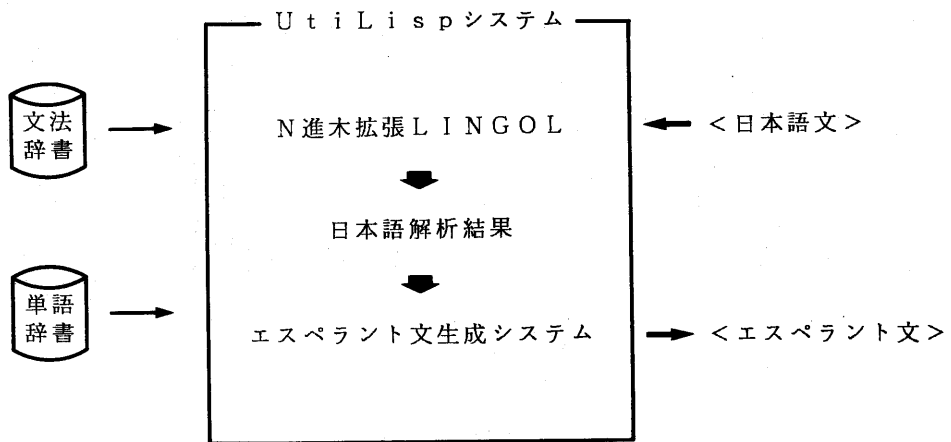 ＵｔｉＬｉｓｐシステム
文法
辞書
Ｎ進木拡張ＬＩＮＧＯＬ
＜日本語文＞
日本語解析結果
単語
辞書
エスペラント文生成システム
＜エスペラント文＞